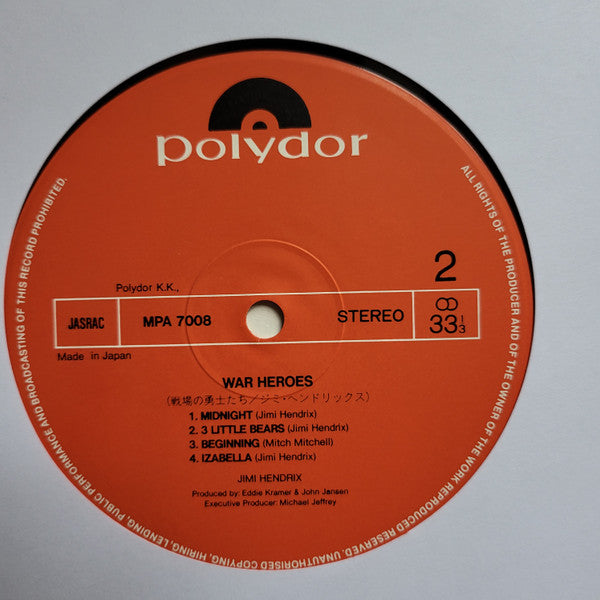 polydor
2
Polydor K.K.,
JASRAC
MPA 7008
STEREO
33 1/3
Made in Japan
WAR HEROES
(戦場の勇士たち/ジミ・ヘンドリックス)
1. MIDNIGHT (Jimi Hendrix)
2. 3 LITTLE BEARS (Jimi Hendrix)
3. BEGINNING (Mitch Mitchell)
4. IZABELLA (Jimi Hendrix)
JIMI HENDRIX
Produced by: Eddie Kramer & John Jansen
Executive Producer: Michael Jeffrey
ALL RIGHTS OF THE PRODUCER AND OF THE OWNER OF THE WORK REPRODUCED RESERVED. UNAUTHORISED COPYING, HIRING, LENDING, PUBLIC PERFORMANCE AND BROADCASTING OF THIS RECORD PROHIBITED.